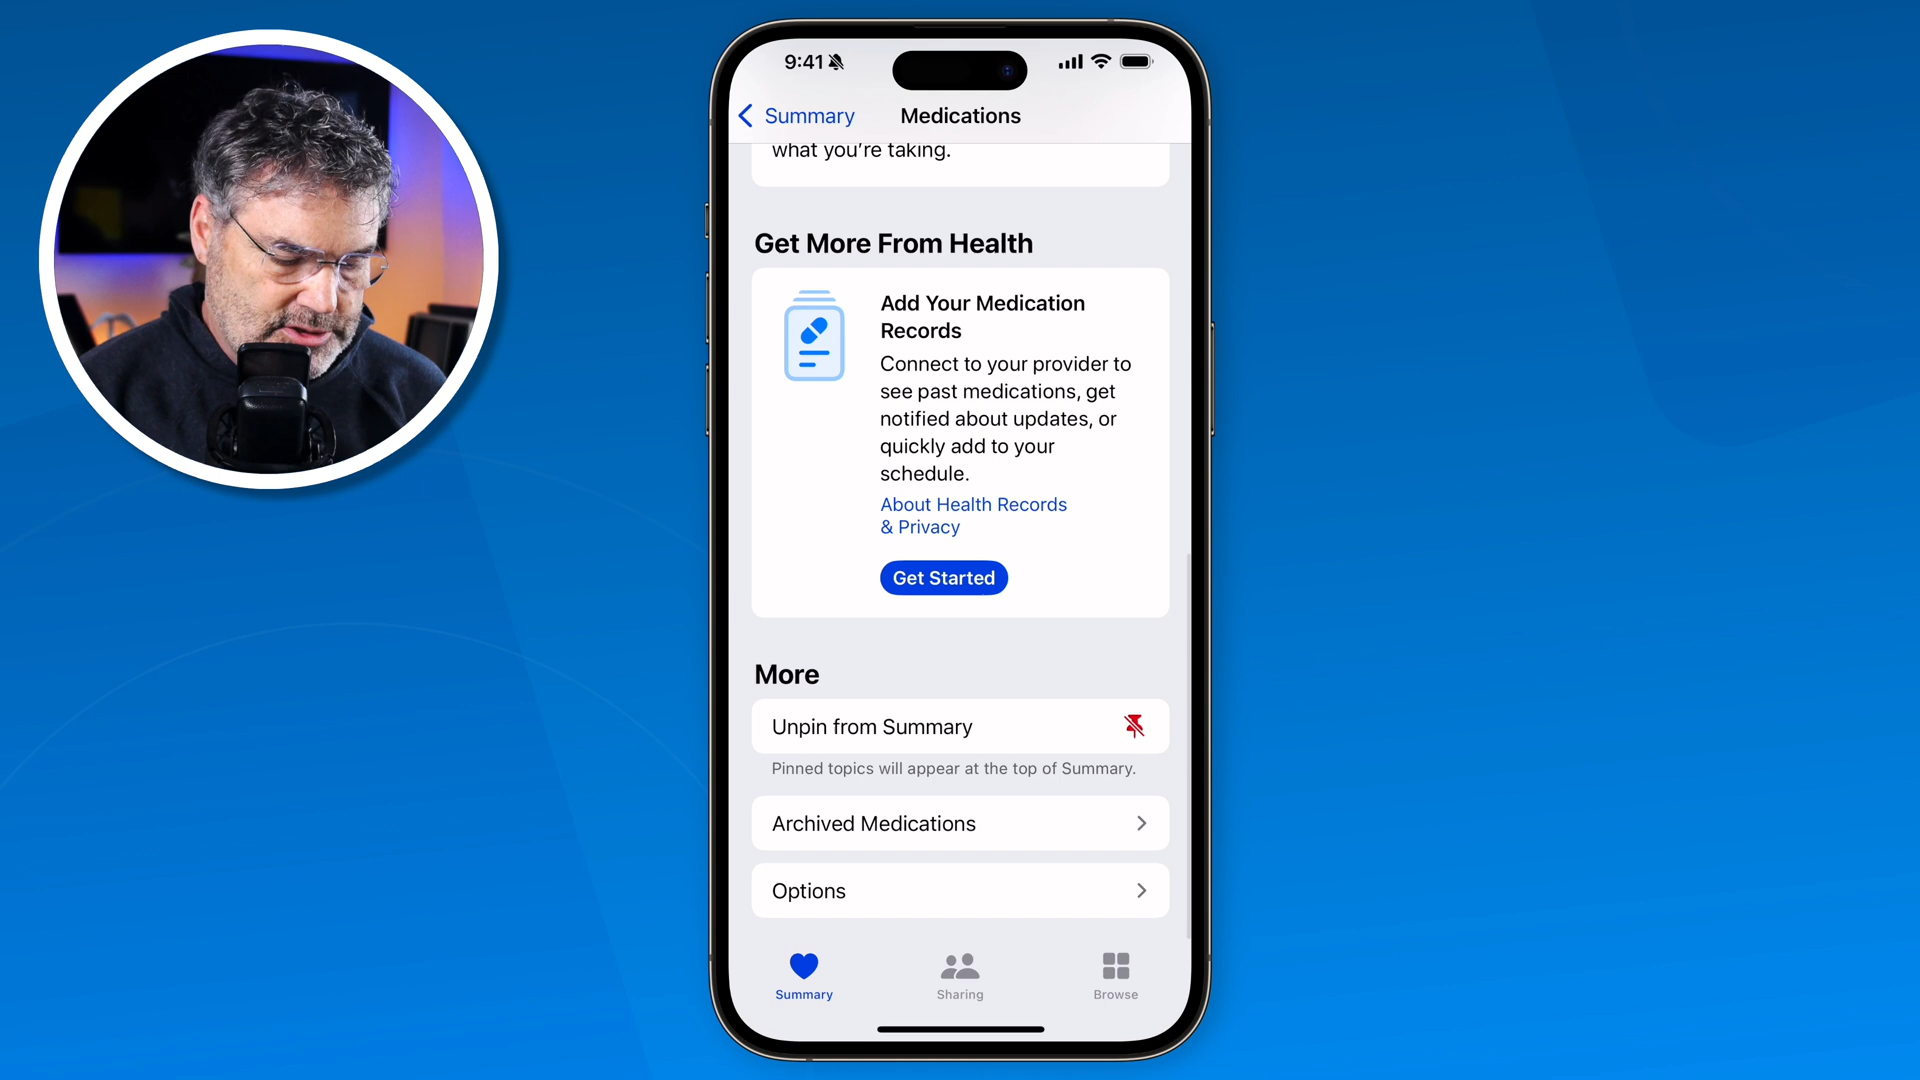 9:41
Summary
Medications
what you’re taking.
Get More From Health
Add Your Medication
Records
Connect to your provider to
see past medications, get
notified about updates, or
quickly add to your
schedule.
About Health Records
& Privacy
Get Started
More
Unpin from Summary
Pinned topics will appear at the top of Summary.
Archived Medications
Options
Summary
Sharing
Browse